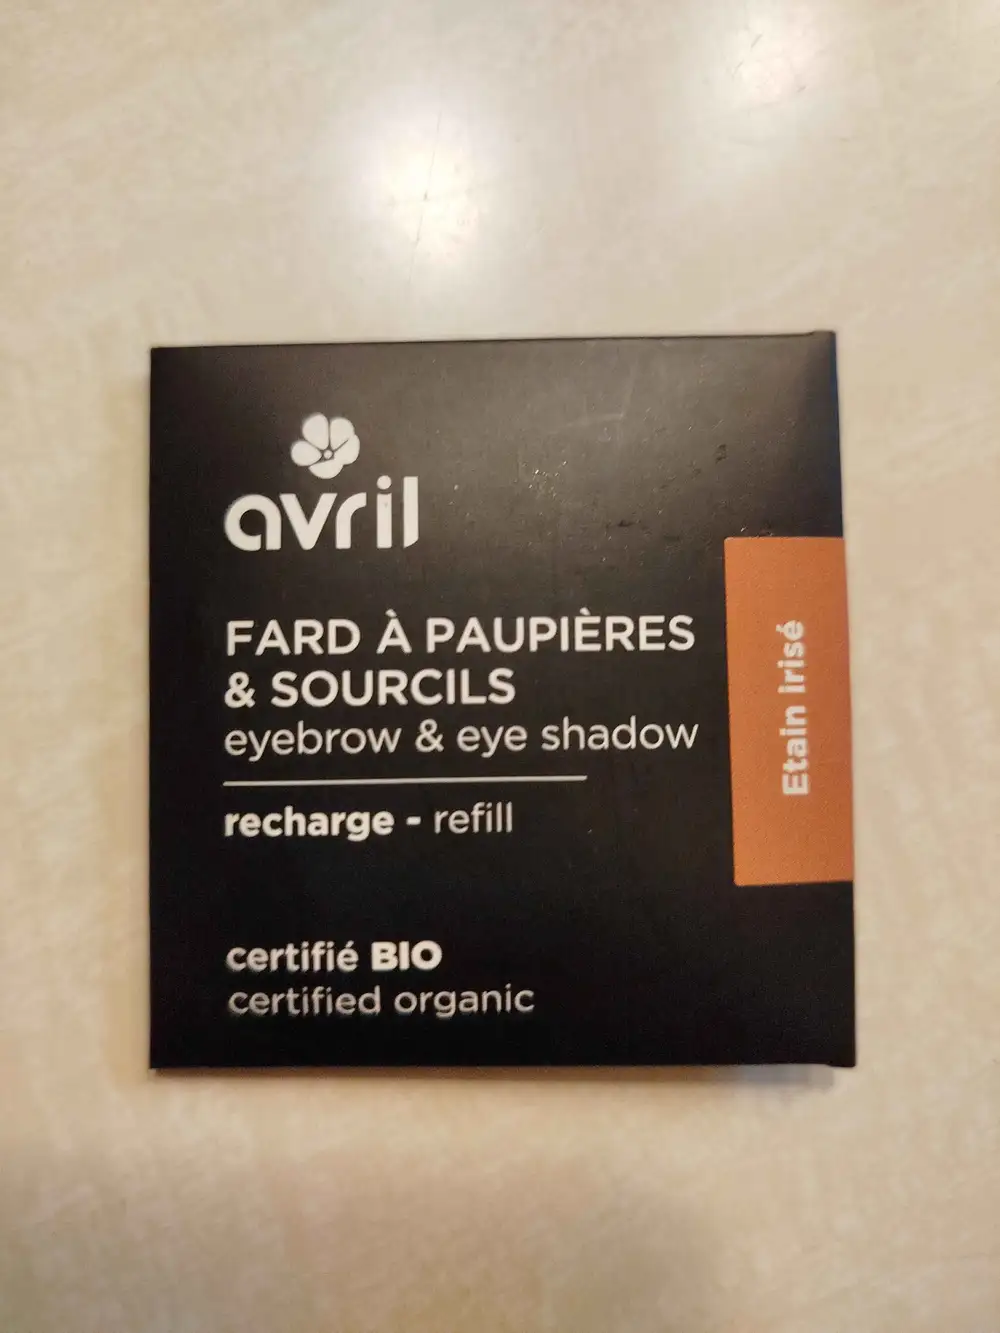 avril
FARD À PAUPIÈRES
& SOURCILS
eyebrow & eye shadow
recharge - refill
certifié BIO
certified organic
Etain irisé